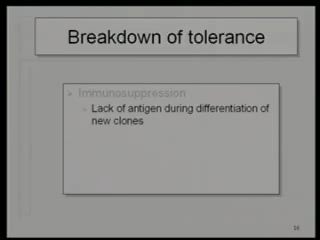 Breakdown of tolerance
Immunosuppression
Lack of antigen during differentiation of
new clones